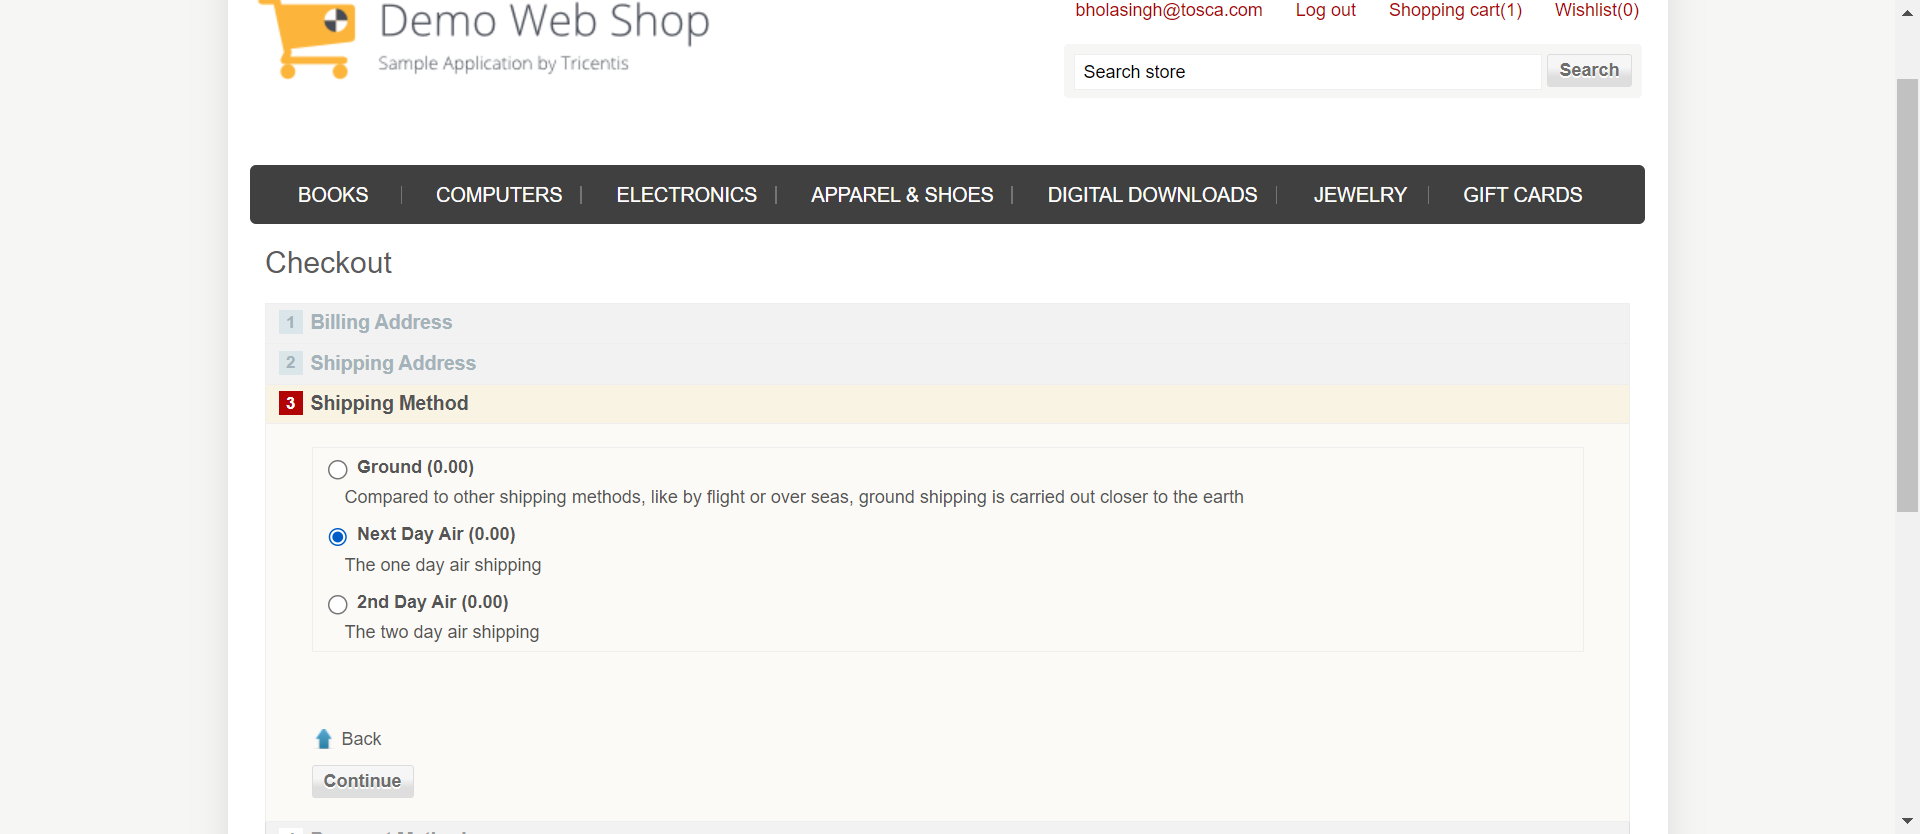 Demo Web Shop
Sample Application by Tricentis
bholasingh@tosca.com Log out Shopping cart(1) Wishlist(0)
Search store Search
BOOKS COMPUTERS ELECTRONICS APPAREL & SHOES DIGITAL DOWNLOADS JEWELRY GIFT CARDS
Checkout
1 Billing Address
2 Shipping Address
3 Shipping Method
Ground (0.00)
Compared to other shipping methods, like by flight or over seas, ground shipping is carried out closer to the earth
Next Day Air (0.00)
The one day air shipping
2nd Day Air (0.00)
The two day air shipping
Back
Continue